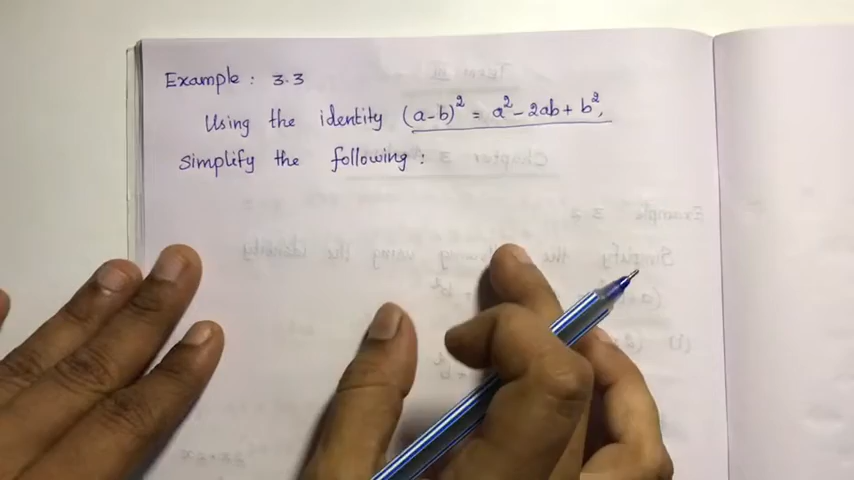 Example : 3.3
Using the identity (a-b)² = a² - 2ab + b²,
simplify the following :